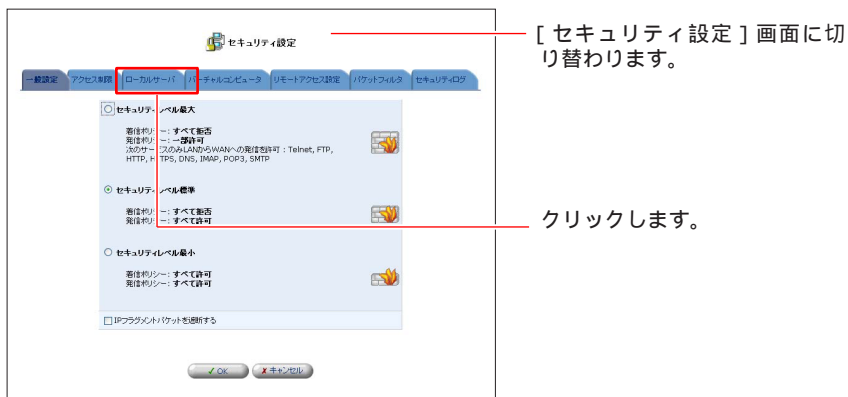 セキュリティ設定
[ セキュリティ設定 ] 画面に切
り替わります。
一般設定 アクセス制限 ローカルサーバ バーチャルコンピュータ リモートアクセス設定 パケットフィルタ セキュリティログ
セキュリティレベル最大
着信ポリシー: すべて拒否
発信ポリシー: 一部許可
次のサービスのみLANからWANへの発信を許可 : Telnet, FTP,
HTTP, HTTPS, DNS, IMAP, POP3, SMTP
セキュリティレベル標準
着信ポリシー: すべて拒否
発信ポリシー: すべて許可
クリックします。
セキュリティレベル最小
着信ポリシー: すべて許可
発信ポリシー: すべて許可
IPフラグメントパケットを遮断する
✓ OK
✗ キャンセル